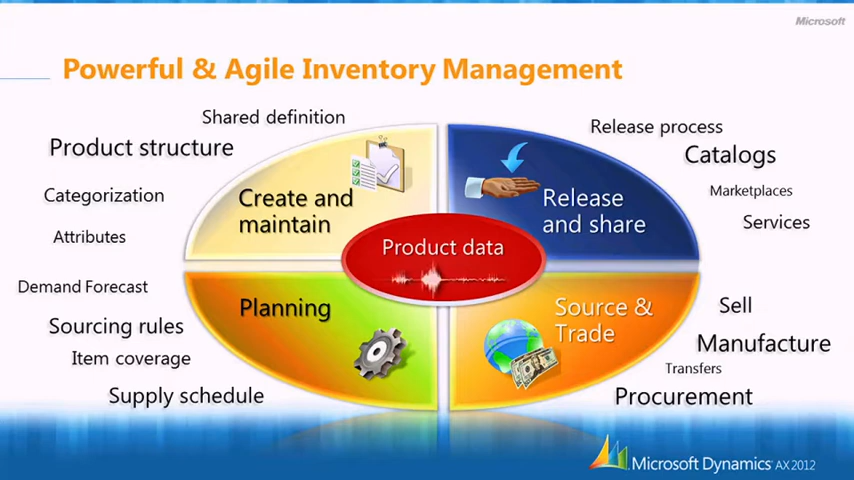 Microsoft
Powerful & Agile Inventory Management
Shared definition
Product structure
Categorization
Attributes
Create and
maintain
Release process
Catalogs
Marketplaces
Services
Release
and share
Product data
Demand Forecast
Sourcing rules
Item coverage
Supply schedule
Planning
Source &
Trade
Sell
Manufacture
Transfers
Procurement
Microsoft Dynamics AX 2012